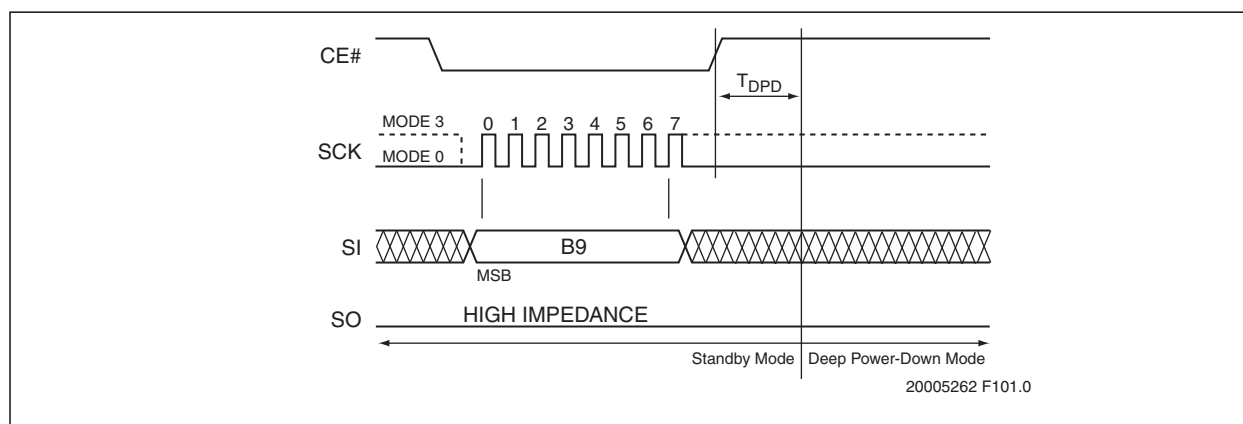 CE#
TDPD
MODE 3
0 1 2 3 4 5 6 7
SCK
MODE 0
SI
B9
MSB
SO
HIGH IMPEDANCE
Standby Mode
Deep Power-Down Mode
20005262 F101.0